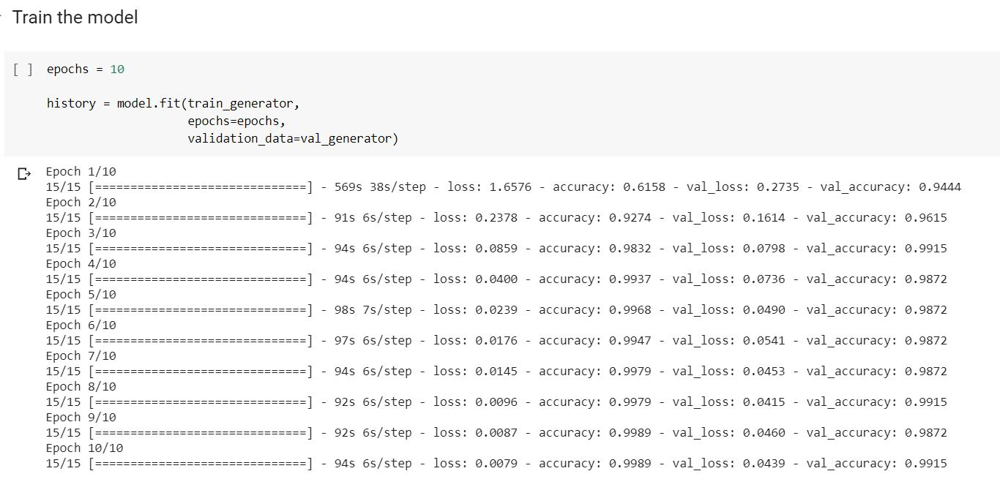 Train the model
[ ] epochs = 10
history = model.fit(train_generator,
epochs=epochs,
validation_data=val_generator)
Epoch 1/10
15/15 [==============================] - 569s 38s/step - loss: 1.6576 - accuracy: 0.6158 - val_loss: 0.2735 - val_accuracy: 0.9444
Epoch 2/10
15/15 [==============================] - 91s 6s/step - loss: 0.2378 - accuracy: 0.9274 - val_loss: 0.1614 - val_accuracy: 0.9615
Epoch 3/10
15/15 [==============================] - 94s 6s/step - loss: 0.0859 - accuracy: 0.9832 - val_loss: 0.0798 - val_accuracy: 0.9915
Epoch 4/10
15/15 [==============================] - 94s 6s/step - loss: 0.0400 - accuracy: 0.9937 - val_loss: 0.0736 - val_accuracy: 0.9872
Epoch 5/10
15/15 [==============================] - 98s 7s/step - loss: 0.0239 - accuracy: 0.9968 - val_loss: 0.0490 - val_accuracy: 0.9872
Epoch 6/10
15/15 [==============================] - 97s 6s/step - loss: 0.0176 - accuracy: 0.9947 - val_loss: 0.0541 - val_accuracy: 0.9872
Epoch 7/10
15/15 [==============================] - 94s 6s/step - loss: 0.0145 - accuracy: 0.9979 - val_loss: 0.0453 - val_accuracy: 0.9872
Epoch 8/10
15/15 [==============================] - 92s 6s/step - loss: 0.0096 - accuracy: 0.9979 - val_loss: 0.0415 - val_accuracy: 0.9915
Epoch 9/10
15/15 [==============================] - 92s 6s/step - loss: 0.0087 - accuracy: 0.9989 - val_loss: 0.0460 - val_accuracy: 0.9872
Epoch 10/10
15/15 [==============================] - 94s 6s/step - loss: 0.0079 - accuracy: 0.9989 - val_loss: 0.0439 - val_accuracy: 0.9915